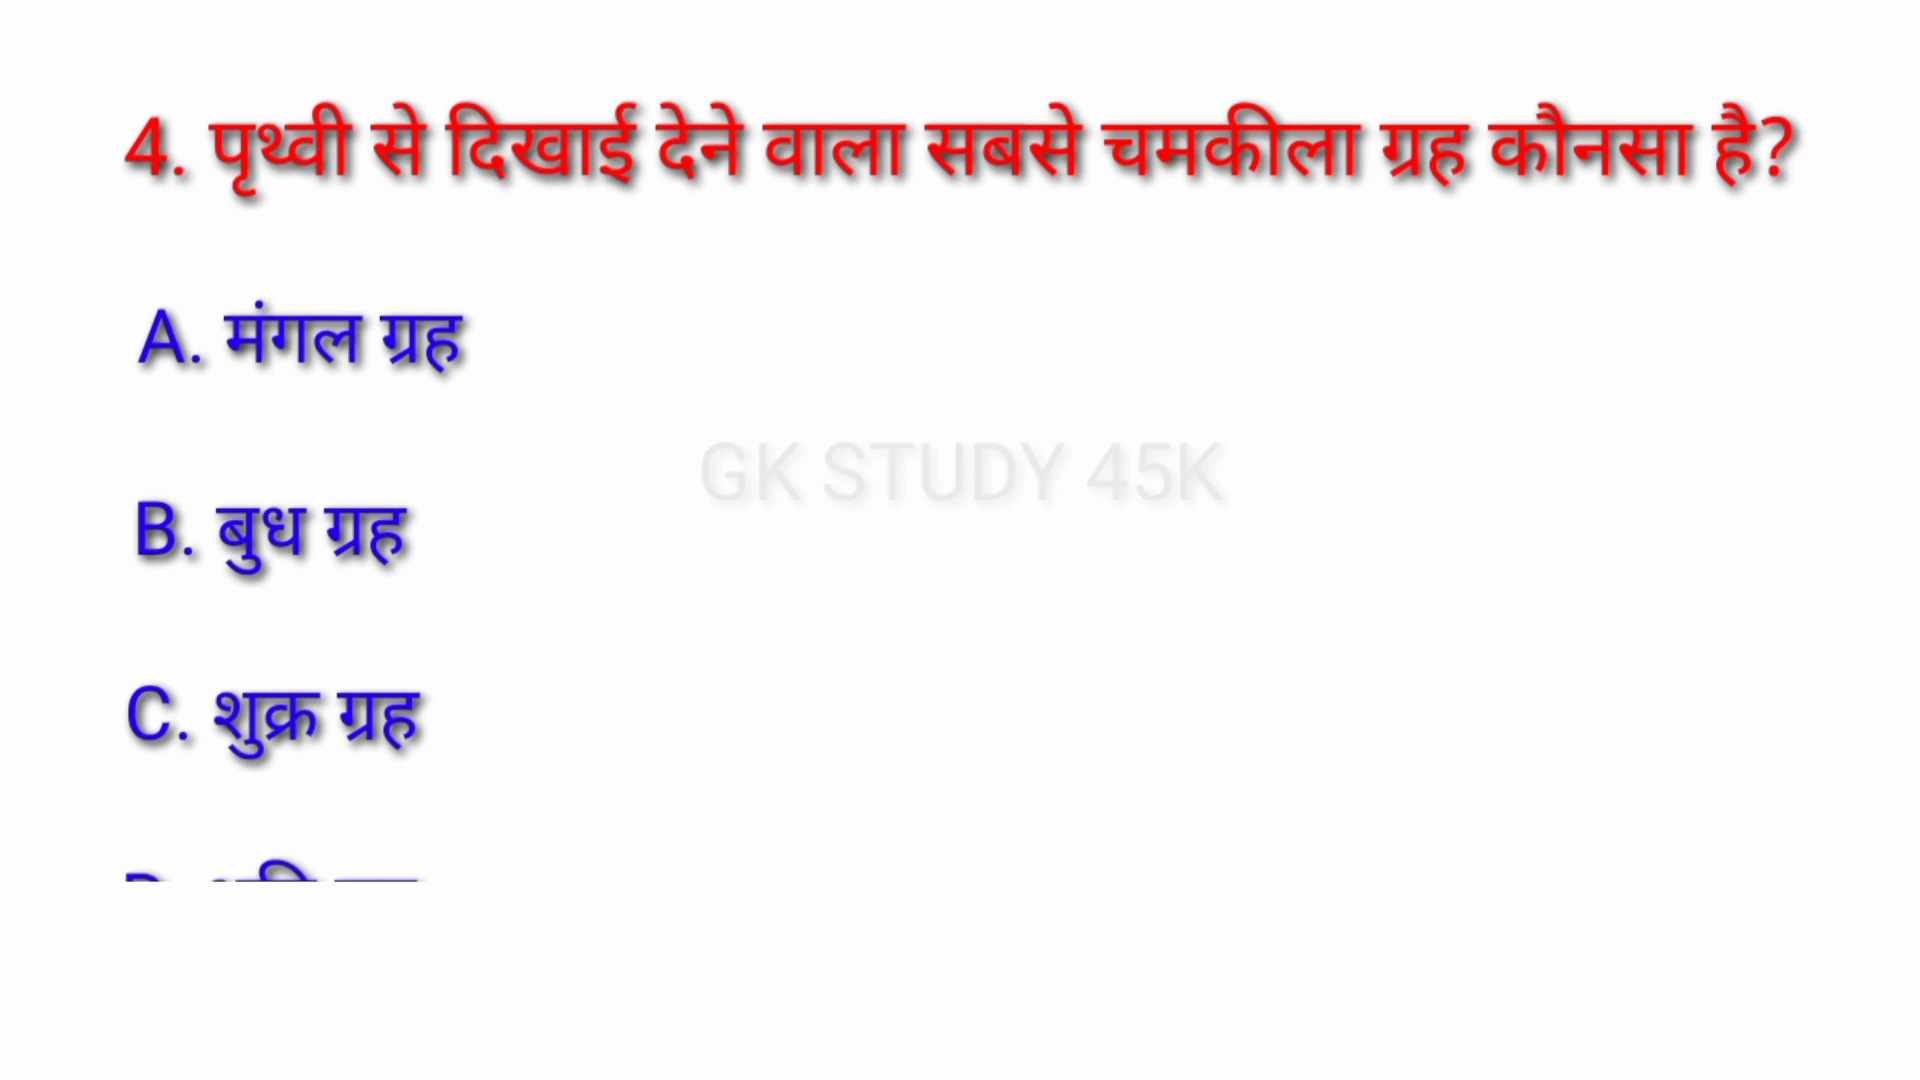 4. पृथ्वी से दिखाई देने वाला सबसे चमकीला ग्रह कौनसा है?
A. मंगल ग्रह
GK STUDY 45K
B. बुध ग्रह
C. शुक्र ग्रह